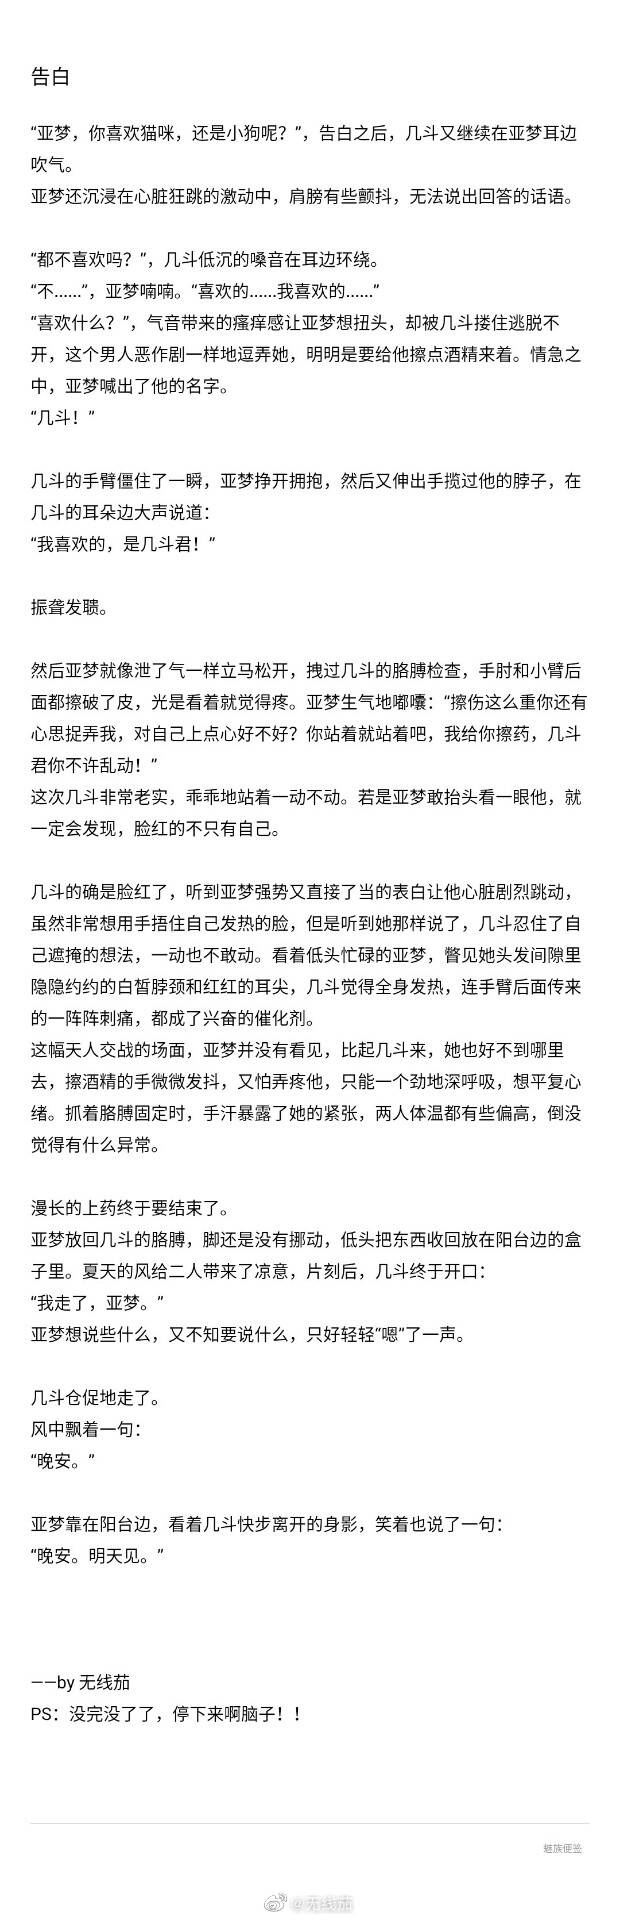 告白
“亚梦，你喜欢猫咪，还是小狗呢？”，告白之后，几斗又继续在亚梦耳边
吹气。
亚梦还沉浸在心脏狂跳的激动中，肩膀有些颤抖，无法说出回答的话语。
“都不喜欢吗？”，几斗低沉的嗓音在耳边环绕。
“不......”，亚梦喃喃。“喜欢的......我喜欢的......”
“喜欢什么？”，气音带来的瘙痒感让亚梦想扭头，却被几斗搂住逃脱不
开，这个男人恶作剧一样地逗弄她，明明是要给他擦点酒精来着。情急之
中，亚梦喊出了他的名字。
“几斗！”
几斗的手臂僵住了一瞬，亚梦挣开拥抱，然后又伸出手揽过他的脖子，在
几斗的耳朵边大声说道：
“我喜欢的，是几斗君！”
振聋发聩。
然后亚梦就像泄了气一样立马松开，拽过几斗的胳膊检查，手肘和小臂后
面都擦破了皮，光是看着就觉得疼。亚梦生气地嘟囔：“擦伤这么重你还有
心思捉弄我，对自己上点心好不好？你站着就站着吧，我给你擦药，几斗
君你不许乱动！”
这次几斗非常老实，乖乖地站着一动不动。若是亚梦敢抬头看一眼他，就
一定会发现，脸红的不只有自己。
几斗的确是脸红了，听到亚梦强势又直接了当的表白让他心脏剧烈跳动，
虽然非常想用手捂住自己发热的脸，但是听到她那样说了，几斗忍住了自
己遮掩的想法，一动也不敢动。看着低头忙碌的亚梦，瞥见她头发间隙里
隐隐约约的白皙脖颈和红红的耳尖，几斗觉得全身发热，连手臂后面传来
的一阵阵刺痛，都成了兴奋的催化剂。
这幅天人交战的场面，亚梦并没有看见，比起几斗来，她也好不到哪里
去，擦酒精的手微微发抖，又怕弄疼他，只能一个劲地深呼吸，想平复心
绪。抓着胳膊固定时，手汗暴露了她的紧张，两人体温都有些偏高，倒没
觉得有什么异常。
漫长的上药终于要结束了。
亚梦放回几斗的胳膊，脚还是没有挪动，低头把东西收回放在阳台边的盒
子里。夏天的风给二人带来了凉意，片刻后，几斗终于开口：
“我走了，亚梦。”
亚梦想说些什么，又不知要说什么，只好轻轻“嗯”了一声。
几斗仓促地走了。
风中飘着一句：
“晚安。”
亚梦靠在阳台边，看着几斗快步离开的身影，笑着也说了一句：
“晚安。明天见。”
——by 无线茄
PS：没完没了了，停下来啊脑子！！
魅族便签
@无线茄